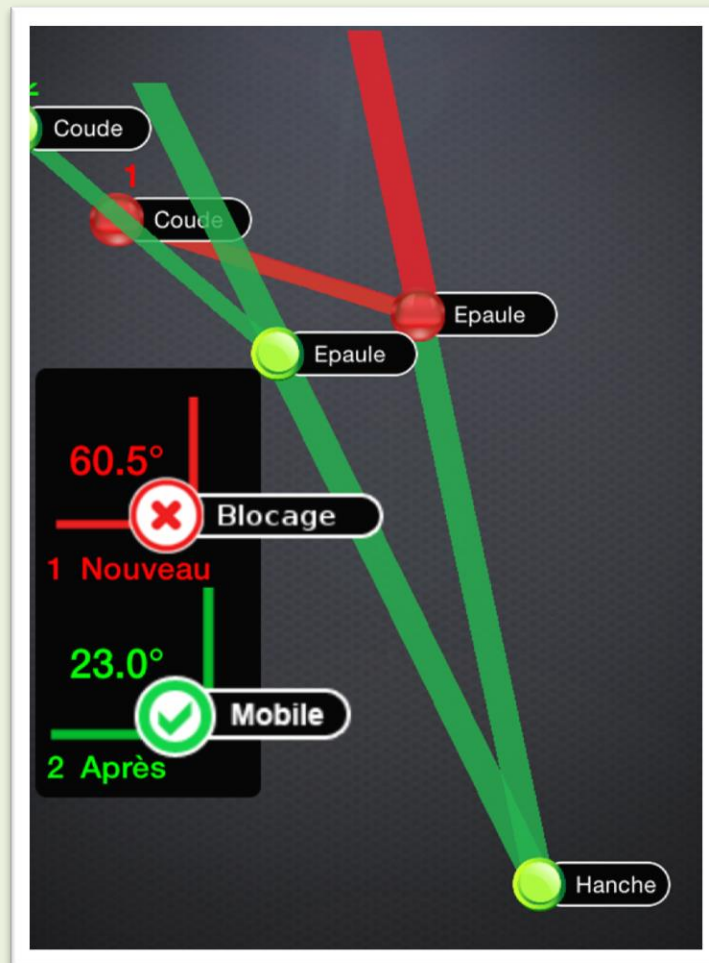 Coude
1
Coude
Epaule
Epaule
60.5°
Blocage
1 Nouveau
23.0°
Mobile
2 Après
Hanche